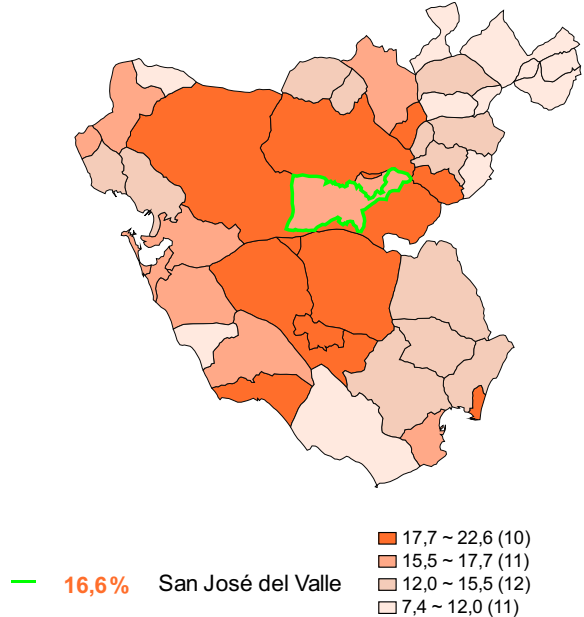 16,6% San José del Valle
17,7 ~ 22,6 (10)
15,5 ~ 17,7 (11)
12,0 ~ 15,5 (12)
7,4 ~ 12,0 (11)